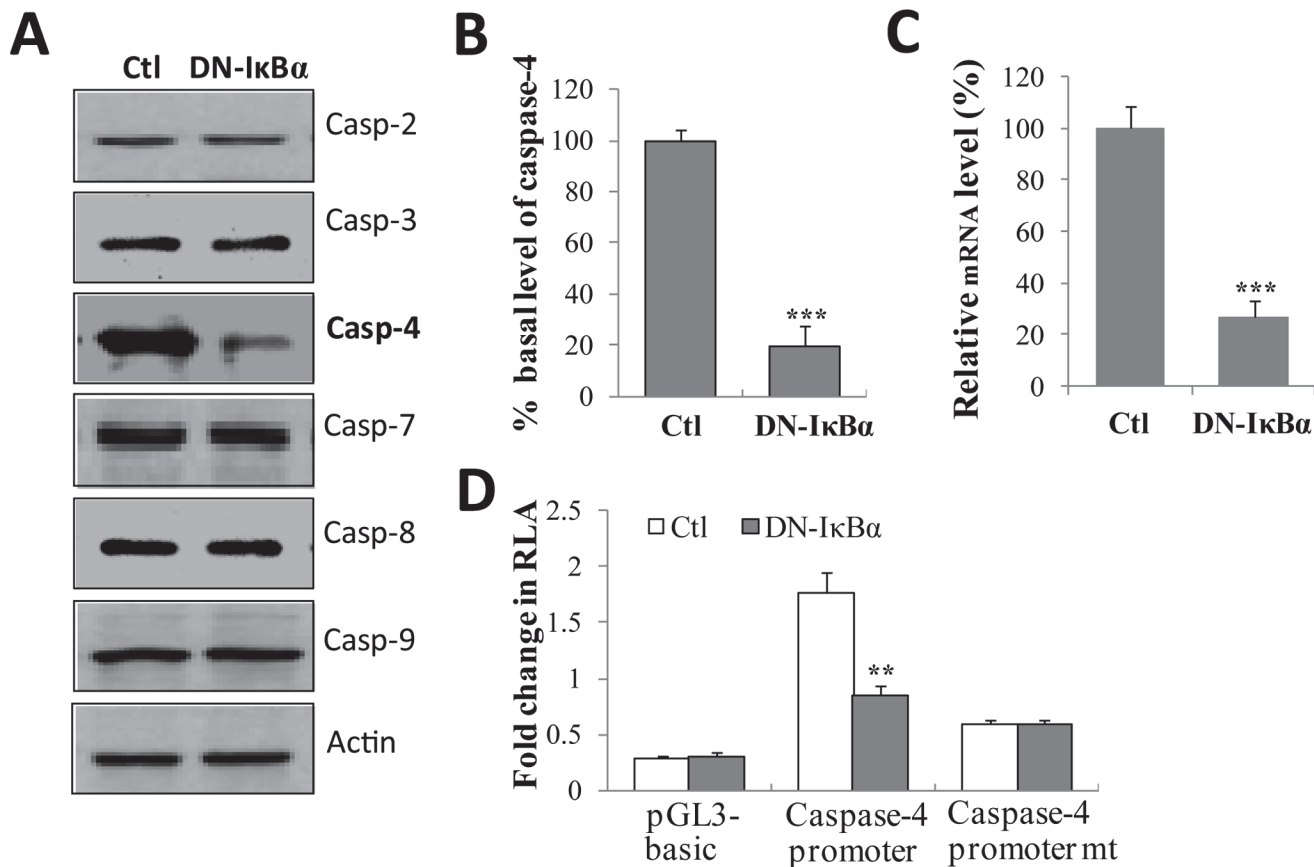 A
Ctl DN-IκBα
Casp-2
Casp-3
Casp-4
Casp-7
Casp-8
Casp-9
Actin
B
% basal level of caspase-4
120
100
80
60
40
20
0
***
Ctl DN-IκBα
C
Relative mRNA level (%)
120
100
80
60
40
20
0
***
Ctl DN-IκBα
D
Fold change in RLA
2.5
2
1.5
1
0.5
0
Ctl DN-IκBα
**
pGL3-
basic
Caspase-4
promoter
Caspase-4
promoter mt